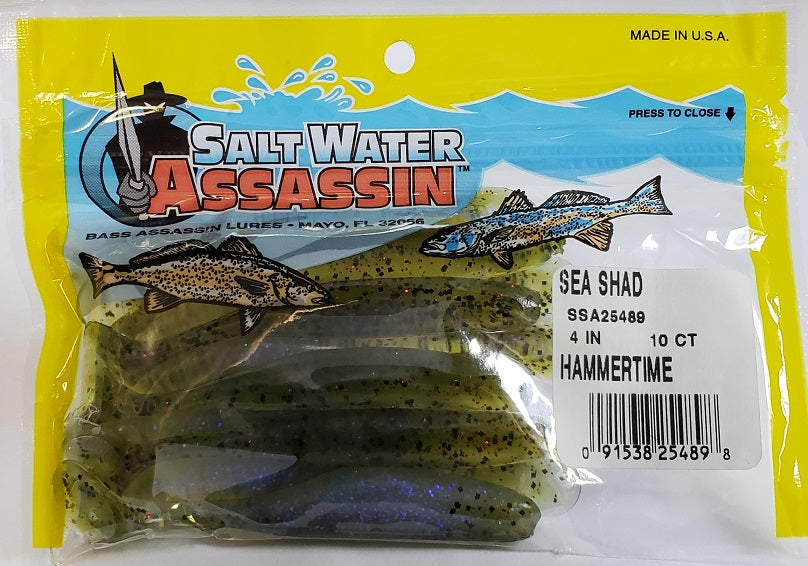 MADE IN U.S.A.
PRESS TO CLOSE
SALT WATER
ASSASSIN™
BASS ASSASSIN LURES - MAYO, FL 32066
SEA SHAD
SSA25489
4 IN 10 CT
HAMMERTIME
0 91538 25489 8